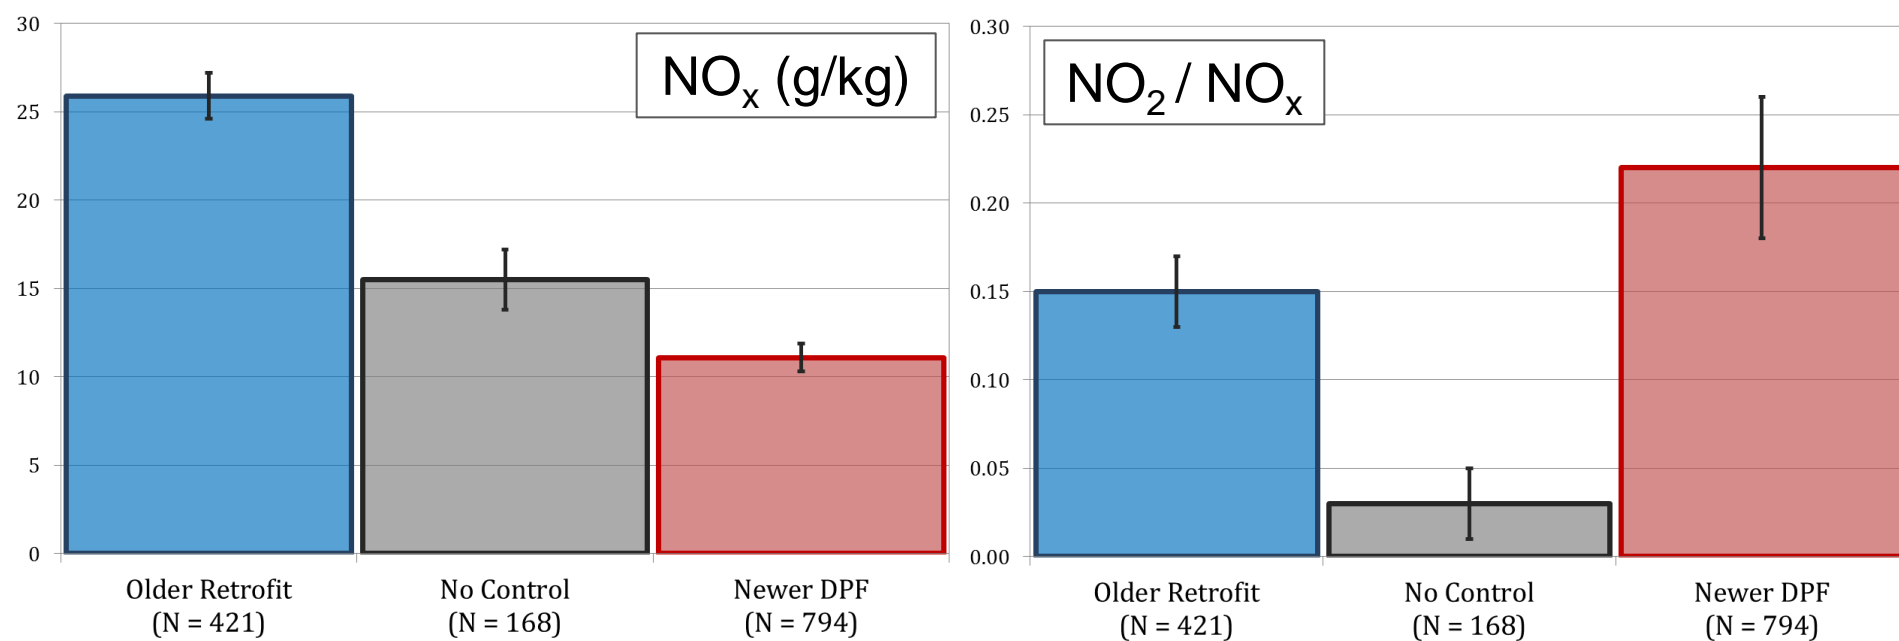 30
25
20
15
10
5
0
NOx (g/kg)
Older Retrofit
(N = 421)
No Control
(N = 168)
Newer DPF
(N = 794)
0.30
0.25
0.20
0.15
0.10
0.05
0.00
NO2 / NOx
Older Retrofit
(N = 421)
No Control
(N = 168)
Newer DPF
(N = 794)